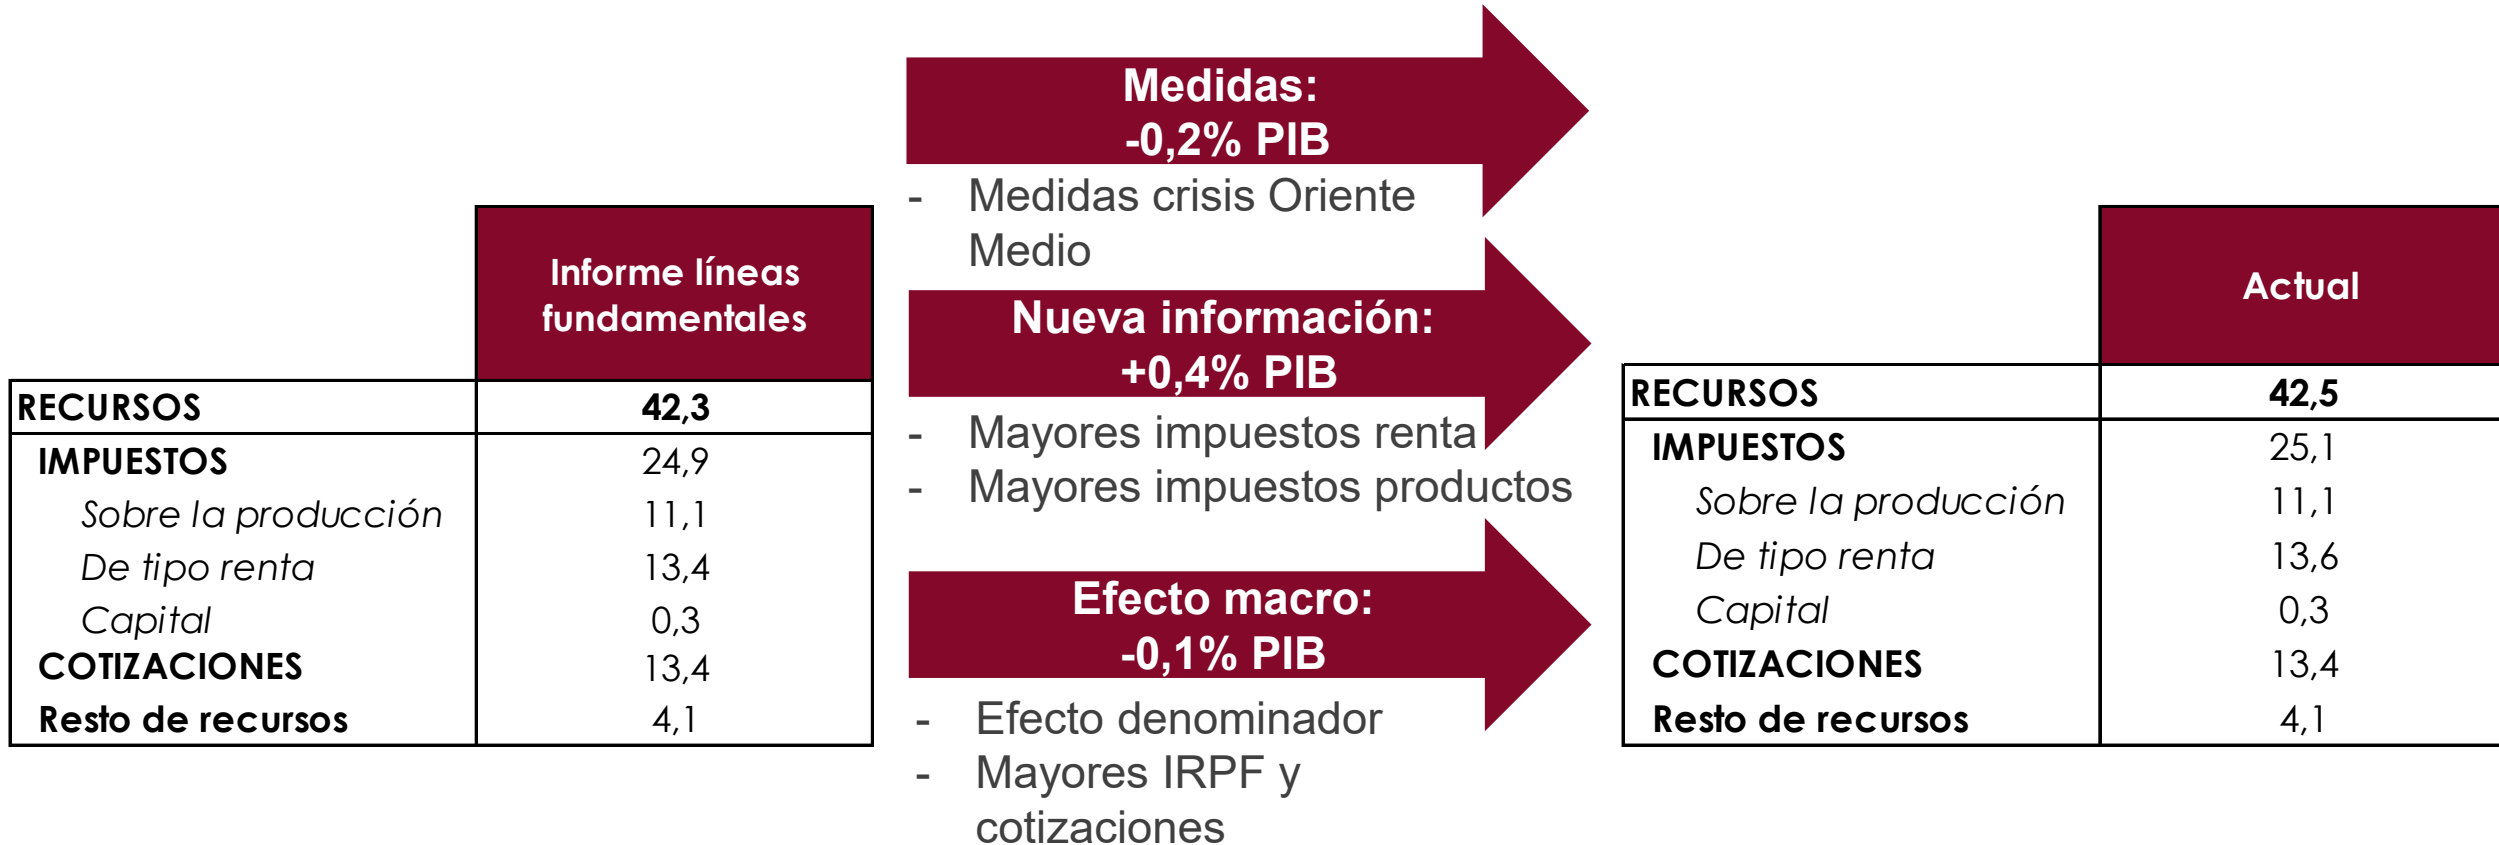 Informe líneas
fundamentales
RECURSOS 42,3
IMPUESTOS 24,9
Sobre la producción 11,1
De tipo renta 13,4
Capital 0,3
COTIZACIONES 13,4
Resto de recursos 4,1
Medidas:
-0,2% PIB
- Medidas crisis Oriente
Medio
Nueva información:
+0,4% PIB
- Mayores impuestos renta
- Mayores impuestos productos
Efecto macro:
-0,1% PIB
- Efecto denominador
- Mayores IRPF y
cotizaciones
Actual
RECURSOS 42,5
IMPUESTOS 25,1
Sobre la producción 11,1
De tipo renta 13,6
Capital 0,3
COTIZACIONES 13,4
Resto de recursos 4,1